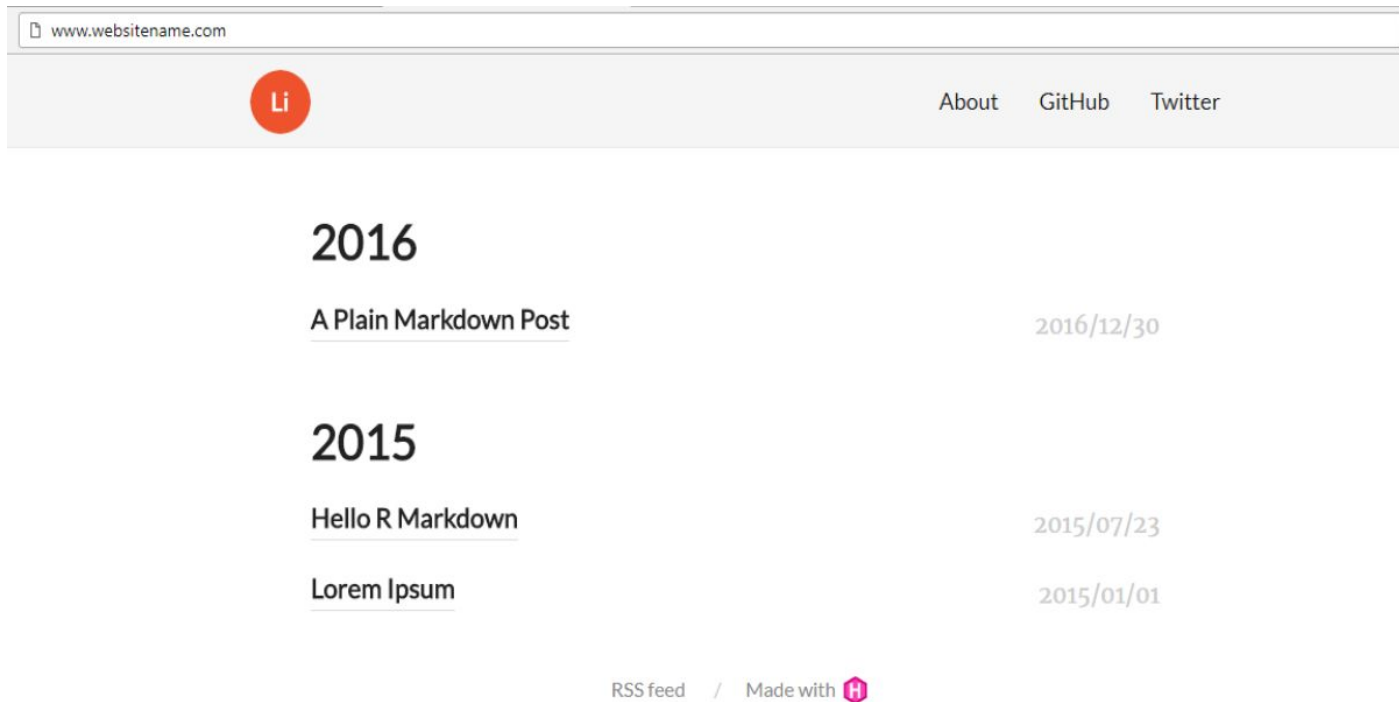 www.websitename.com
Li About GitHub Twitter
2016
A Plain Markdown Post 2016/12/30
2015
Hello R Markdown 2015/07/23
Lorem Ipsum 2015/01/01
RSS feed / Made with H